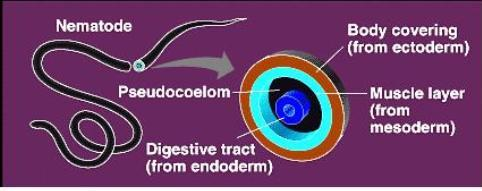 Nematode
Body covering
(from ectoderm)
Pseudocoelom
Muscle layer
(from
mesoderm)
Digestive tract
(from endoderm)